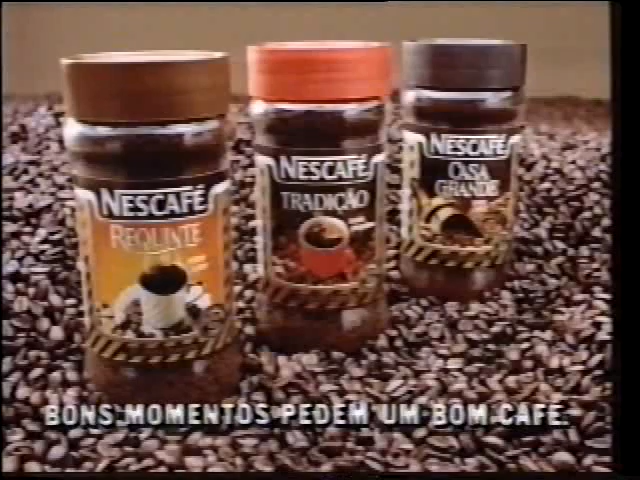 NESCAFÉ
REQUINTE
NESCAFÉ
TRADIÇÃO
NESCAFÉ
CASA
GRANDE
BONS MOMENTOS PEDEM UM BOM CAFÉ.